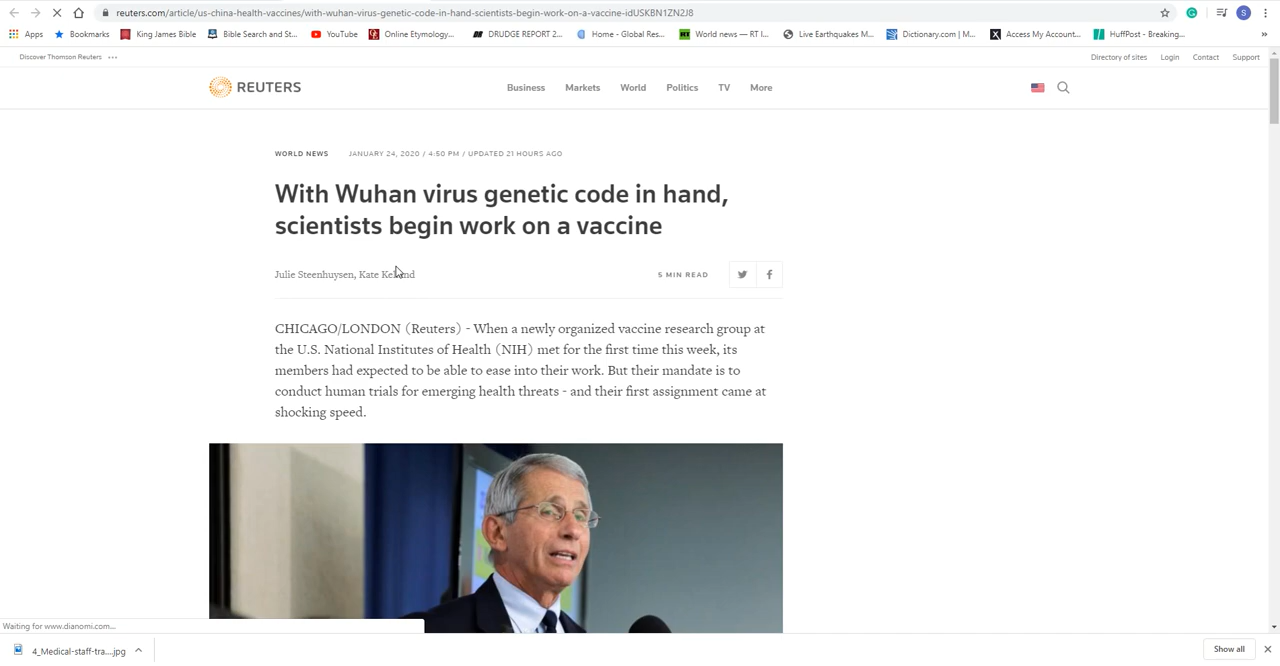 reuters.com/article/us-china-health-vaccines/with-wuhan-virus-genetic-code-in-hand-scientists-begin-work-on-a-vaccine-idUSKBN1ZN2J8
S
Apps Bookmarks King James Bible Bible Search and St... YouTube Online Etymology... DRUDGE REPORT 2... Home - Global Res... World news — RT I... Live Earthquakes M... Dictionary.com | M... Access My Account... HuffPost - Breaking... »
Discover Thomson Reuters ••• Directory of sites Login Contact Support
REUTERS Business Markets World Politics TV More
WORLD NEWS JANUARY 24, 2020 / 4:50 PM / UPDATED 21 HOURS AGO
With Wuhan virus genetic code in hand,
scientists begin work on a vaccine
Julie Steenhuysen, Kate 5 MIN READ
CHICAGO/LONDON (Reuters) - When a newly organized vaccine research group at
the U.S. National Institutes of Health (NIH) met for the first time this week, its
members had expected to be able to ease into their work. But their mandate is to
conduct human trials for emerging health threats - and their first assignment came at
shocking speed.
Waiting for www.dianomi.com...
4_Medical-staff-tra....jpg Show all